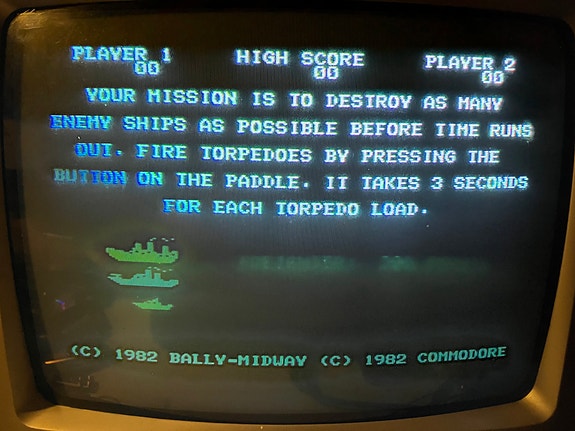 PLAYER 1 HIGH SCORE PLAYER 2
00 00 00
YOUR MISSION IS TO DESTROY AS MANY
ENEMY SHIPS AS POSSIBLE BEFORE TIME RUNS
OUT. FIRE TORPEDOES BY PRESSING THE
BUTTON ON THE PADDLE. IT TAKES 3 SECONDS
FOR EACH TORPEDO LOAD.
(C) 1982 BALLY-MIDWAY (C) 1982 COMMODORE